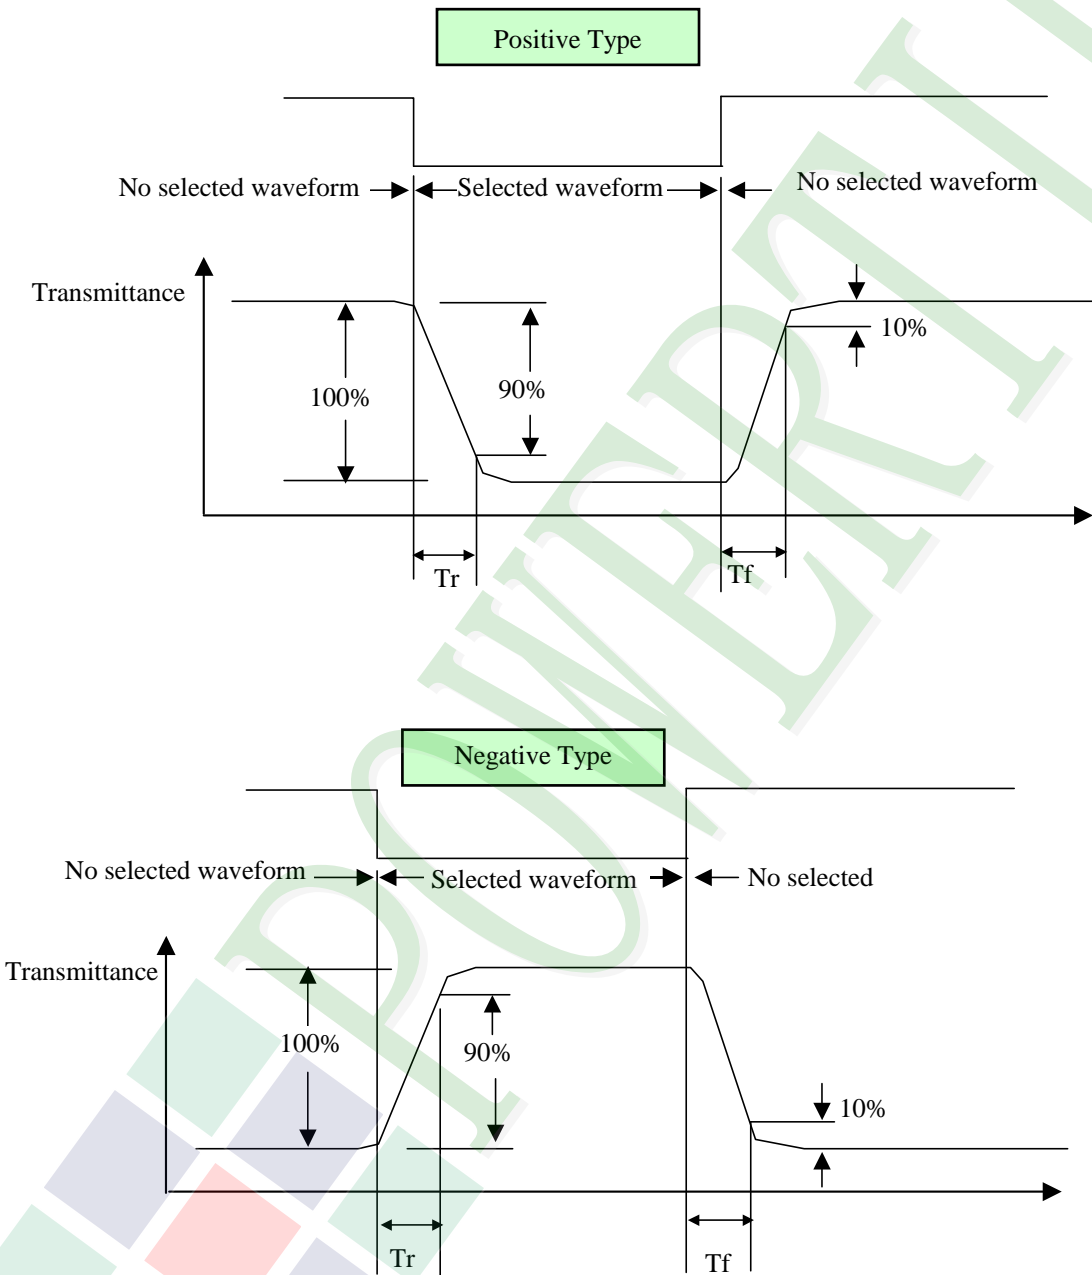 Positive Type
No selected waveform Selected waveform No selected waveform
Transmittance
10%
90%
100%
Tr Tf
Negative Type
No selected waveform Selected waveform No selected
Transmittance
100% 90%
10%
Tr Tf
POWERTI